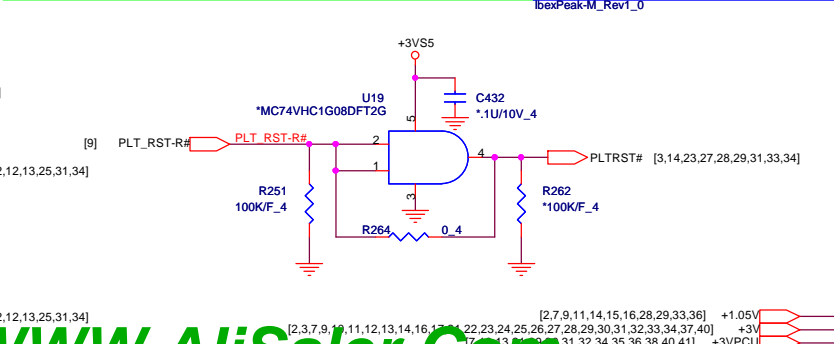 IbexPeak-M_Rev1_0
+3VS5
U19
*MC74VHC1G08DFT2G
C432
*.1U/10V_4
5
[9] PLT_RST-R#
PLT_RST-R#
2
1
4
3
PLTRST# [3,14,23,27,28,29,31,33,34]
2,12,13,25,31,34]
R251
100K/F_4
R262
*100K/F_4
R264
0_4
2,12,13,25,31,34]
[2,7,9,11,14,15,16,28,29,33,36] +1.05V
+3V
+3VPCU